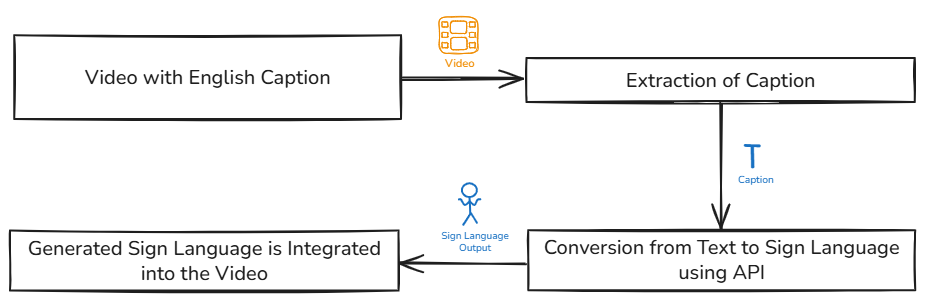 Video with English Caption
Video
Extraction of Caption
T
Caption
Conversion from Text to Sign Language
using API
Sign Language
Output
Generated Sign Language is Integrated
into the Video